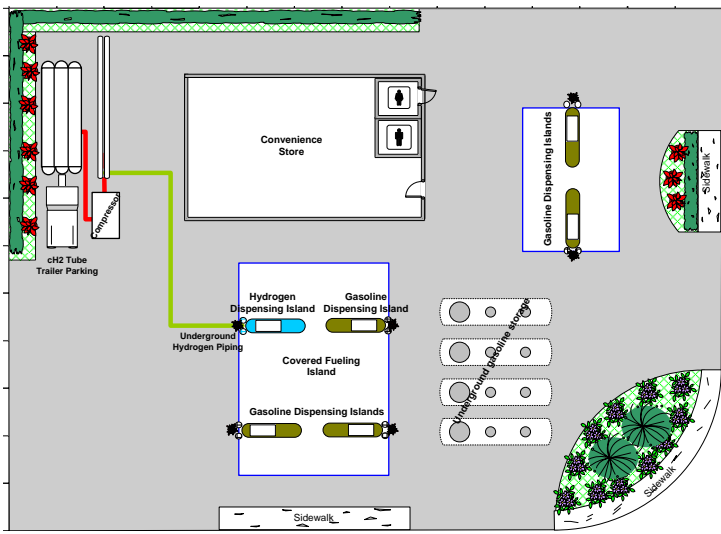 Convenience
Store
Gasoline Dispensing Islands
Sidewalk
Compressor
cH2 Tube
Trailer Parking
Hydrogen
Dispensing Island
Gasoline
Dispensing Island
Underground
Hydrogen Piping
Covered Fueling
Island
Underground gasoline storage
Gasoline Dispensing Islands
Sidewalk
Sidewalk